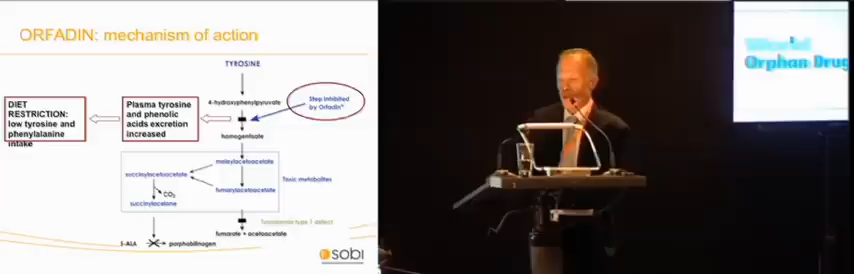 ORFADIN: mechanism of action
TYROSINE
4-hydroxyphenylpyruvate
Step inhibited
by Orfadin®
DIET
RESTRICTION:
low tyrosine and
phenylalanine
intake
Plasma tyrosine
and phenolic
acids excretion
increased
homogentisate
maleylacetoacetate
succinylacetoacetate
Toxic metabolites
fumarylacetoacetate
CO₂
succinylacetone
Tyrosinemia type 1 defect
fumarate + acetoacetate
5-ALA
porphobilinogen
sobi
World
Orphan Drug